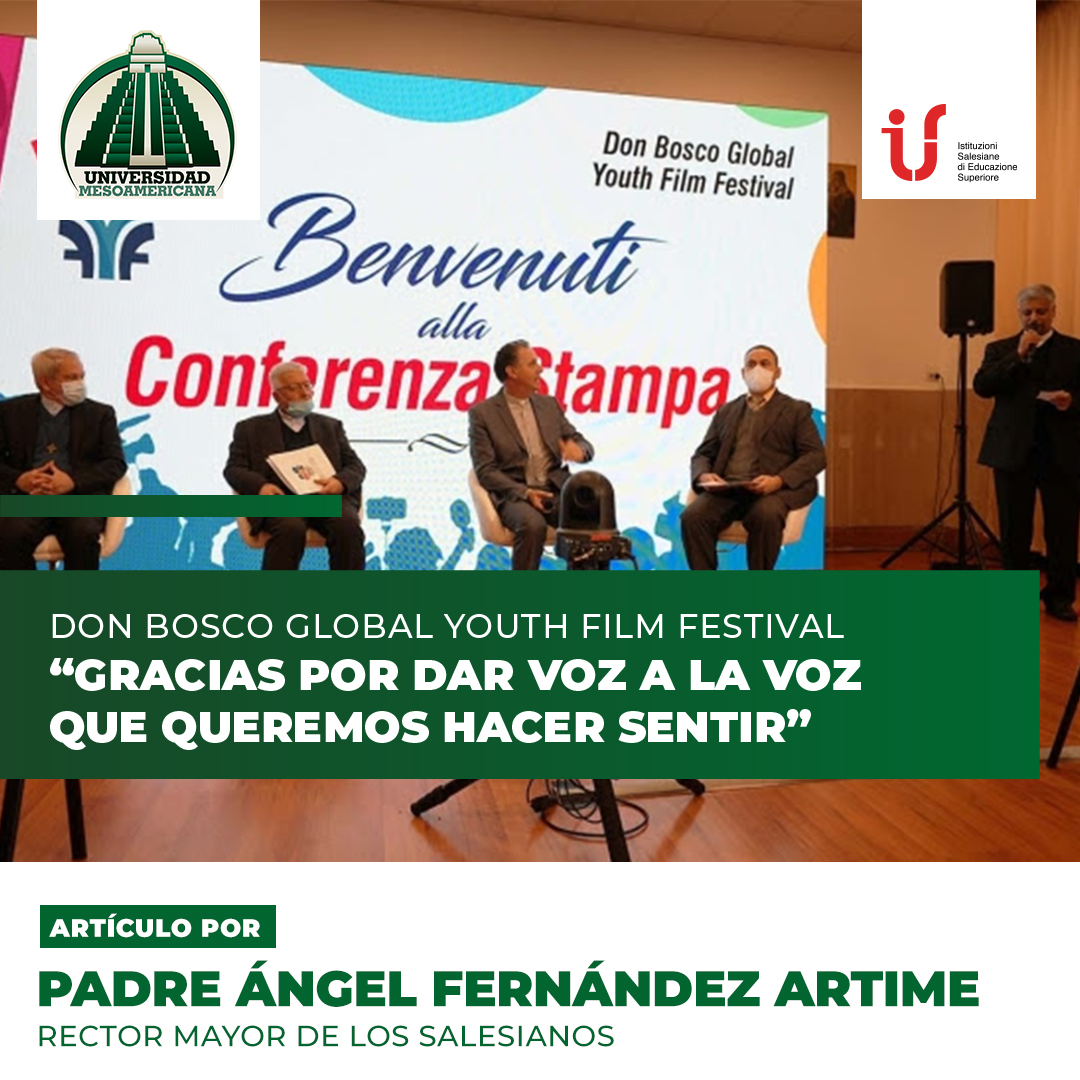 UNIVERSIDAD
MESOAMERICANA
Istituzioni
Salesiane
di Educazione
Superiore
Don Bosco Global
Youth Film Festival
FYF
Benvenuti
alla
Conferenza Stampa
DON BOSCO GLOBAL YOUTH FILM FESTIVAL
“GRACIAS POR DAR VOZ A LA VOZ
QUE QUEREMOS HACER SENTIR”
ARTÍCULO POR
PADRE ÁNGEL FERNÁNDEZ ARTIME
RECTOR MAYOR DE LOS SALESIANOS